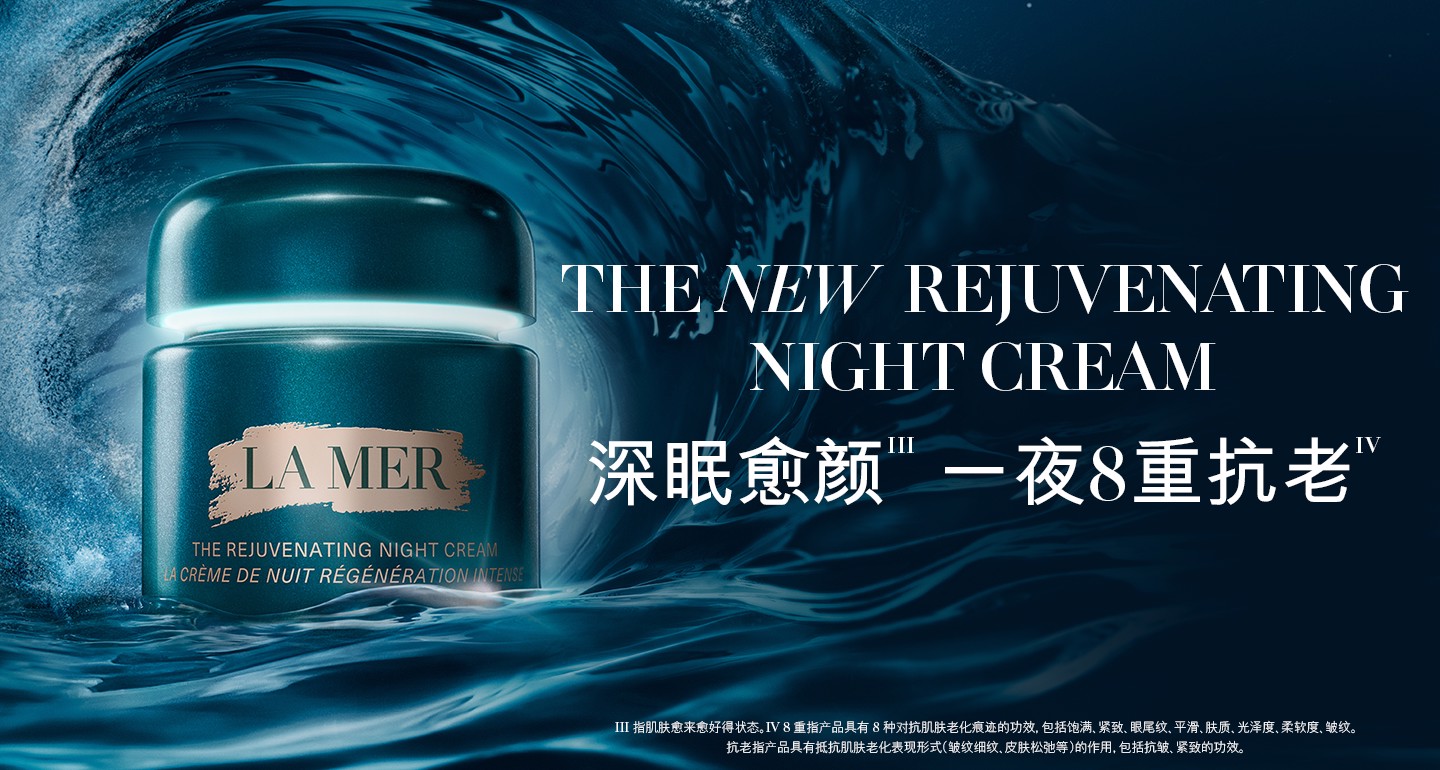 LA MER
THE REJUVENATING NIGHT CREAM
LA CRÈME DE NUIT RÉGÉNÉRATION INTENSE
THE NEW REJUVENATING
NIGHT CREAM
深眠愈颜III 一夜8重抗老IV
III 指肌肤愈来愈好得状态。IV 8 重指产品具有 8 种对抗肌肤老化痕迹的功效, 包括饱满、紧致、眼尾纹、平滑、肤质、光泽度、柔软度、皱纹。
抗老指产品具有抵抗肌肤老化表现形式(皱纹细纹、皮肤松弛等)的作用, 包括抗皱、紧致的功效。